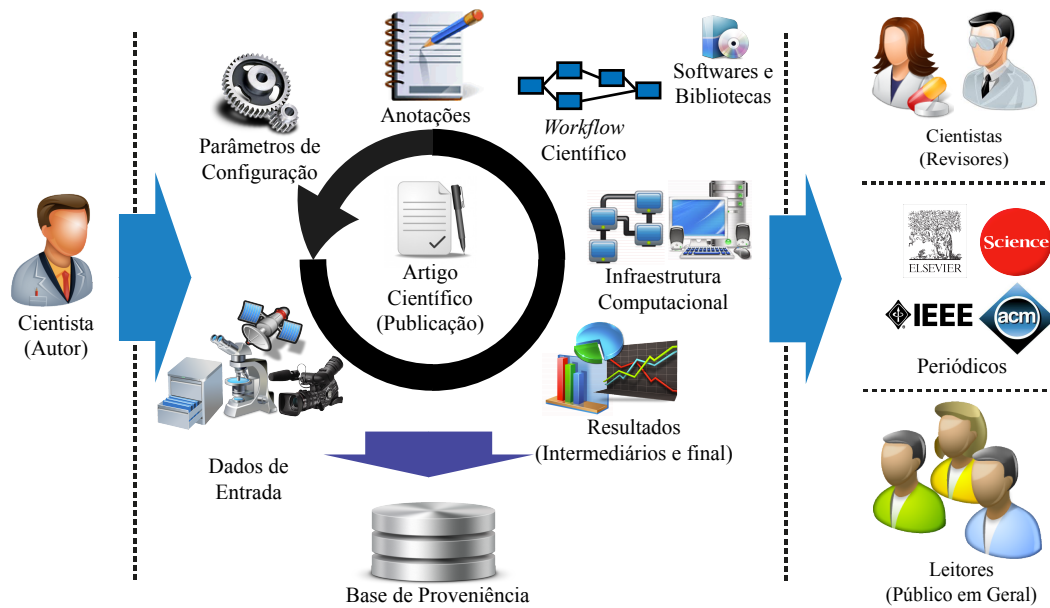 Cientista
(Autor)
Parâmetros de
Configuração
Anotações
Workflow
Científico
Softwares e
Bibliotecas
Artigo
Científico
(Publicação)
Infraestrutura
Computacional
Dados de
Entrada
Resultados
(Intermediários e final)
Base de Proveniência
Cientistas
(Revisores)
ELSEVIER
Science
IEEE
acm
Periódicos
Leitores
(Público em Geral)